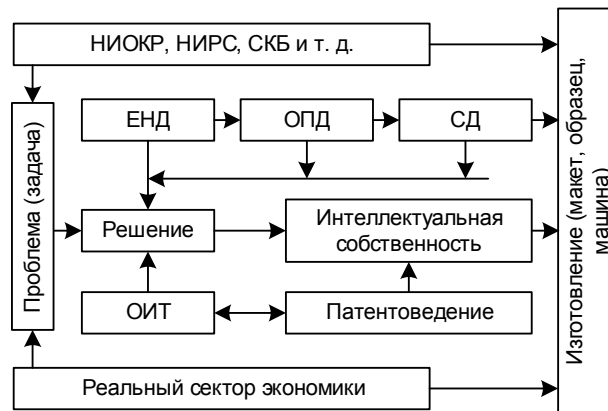 НИОКР, НИРС, СКБ и т. д.
Проблема (задача)
ЕНД
ОПД
СД
Решение
Интеллектуальная
собственность
ОИТ
Патентоведение
Реальный сектор экономики
Изготовление (макет, образец,
машина)